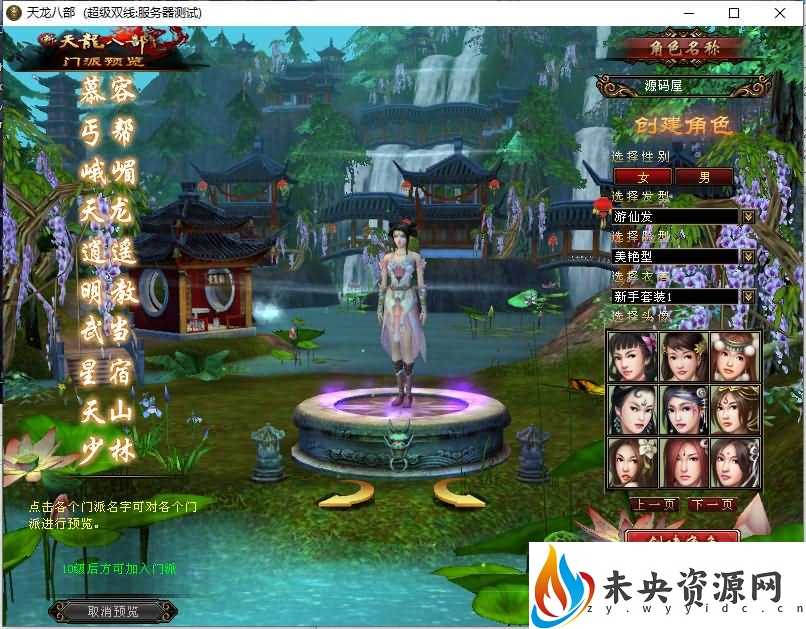 天龙八部 (超级双线:服务器测试)
新天龍八部
门派预览
慕容
丐帮
峨嵋
天龙
逍遥
明教
武当
星宿
天山
少林
点击各个门派名字可对各个门
派进行预览。
10级后方可加入门派
取消预览
角色名称
源码屋
创建角色
选择性别
女 男
选择发型
游仙发
选择脸型
美艳型
选择衣着
新手套装1
选择头像
上一页 下一页
创建角色
未央资源网
zy.wyyidc.cn